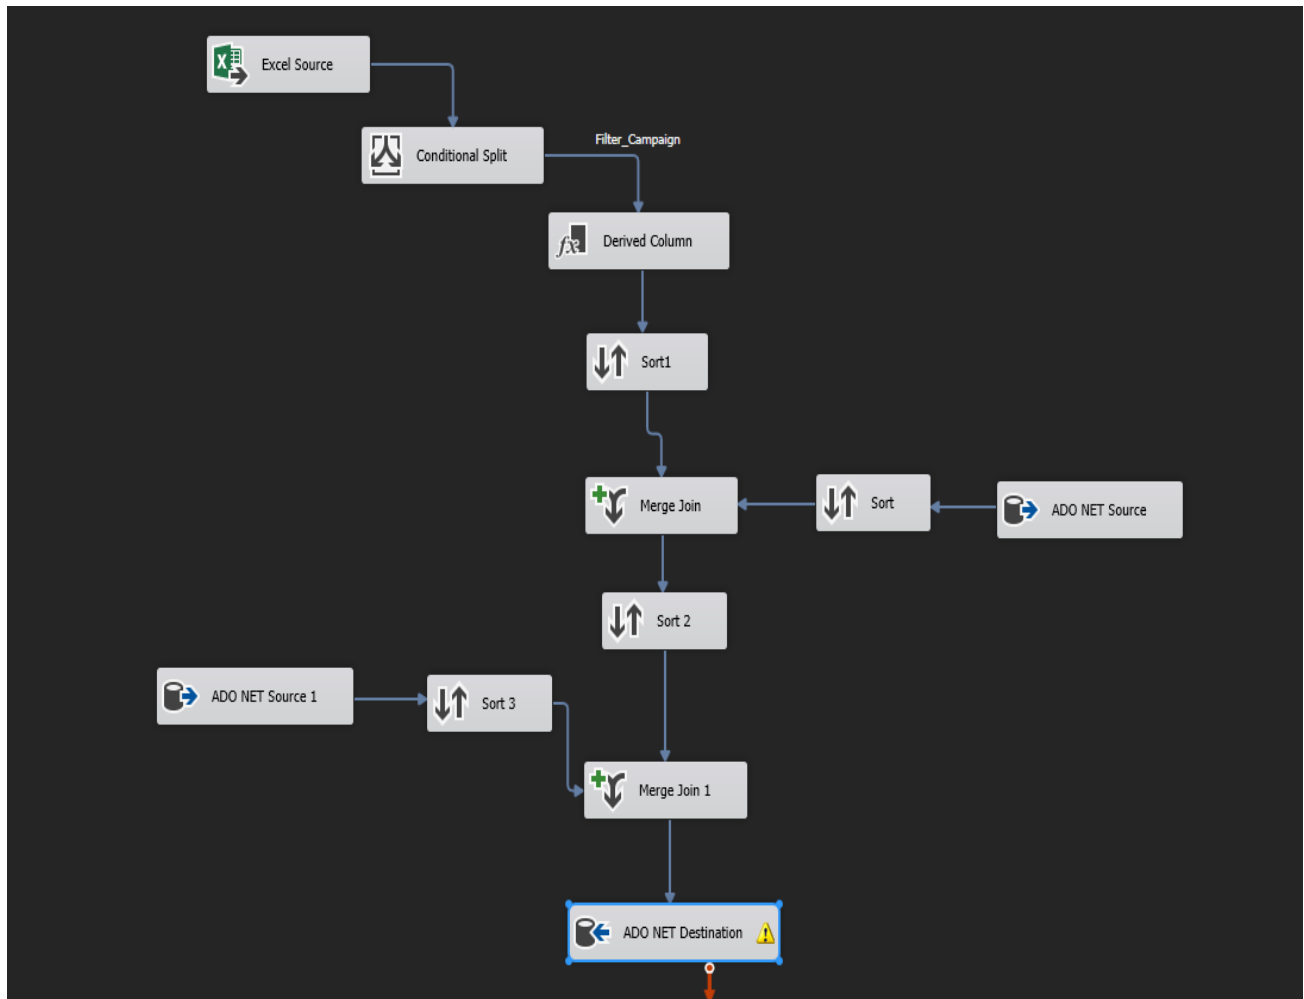 Excel Source
Conditional Split
Filter_Campaign
Derived Column
Sort1
Merge Join
Sort
ADO NET Source
Sort 2
ADO NET Source 1
Sort 3
Merge Join 1
ADO NET Destination